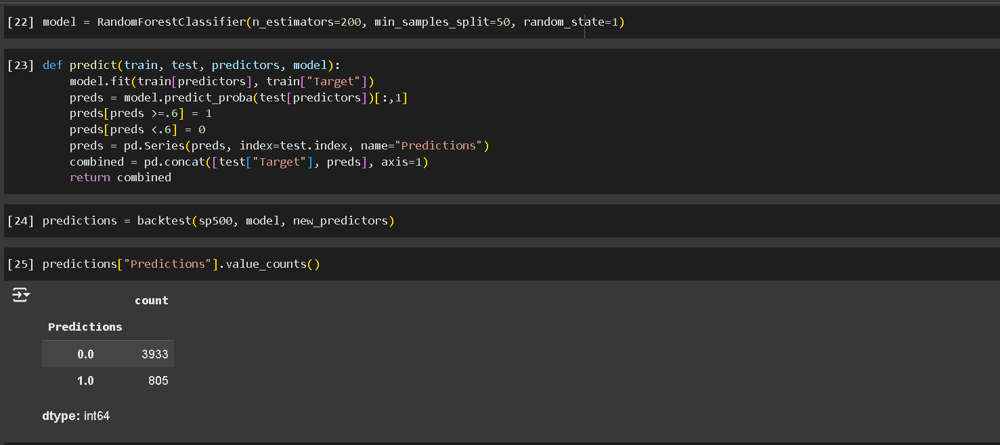 [22] model = RandomForestClassifier(n_estimators=200, min_samples_split=50, random_state=1)
[23] def predict(train, test, predictors, model):
    model.fit(train[predictors], train["Target"])
    preds = model.predict_proba(test[predictors])[:,1]
    preds[preds >=.6] = 1
    preds[preds <.6] = 0
    preds = pd.Series(preds, index=test.index, name="Predictions")
    combined = pd.concat([test["Target"], preds], axis=1)
    return combined
[24] predictions = backtest(sp500, model, new_predictors)
[25] predictions["Predictions"].value_counts()
count
Predictions
0.0 3933
1.0 805
dtype: int64